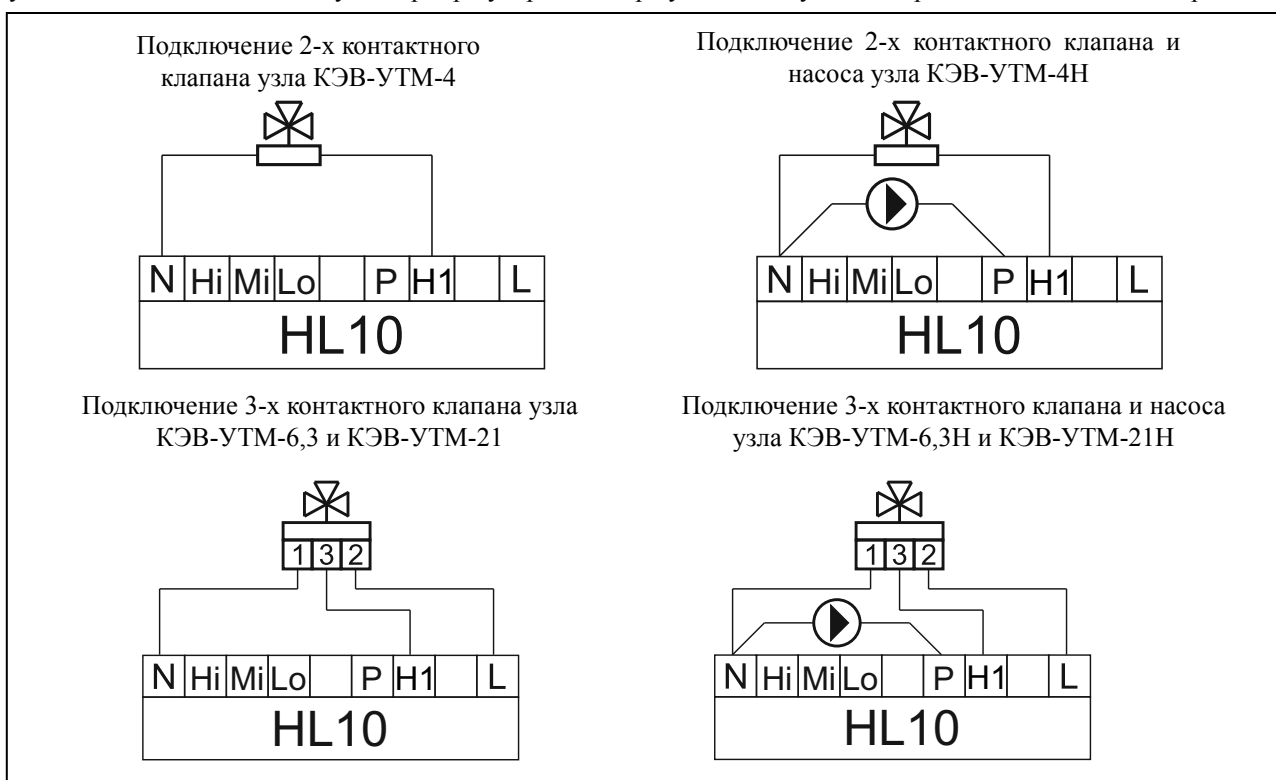 Подключение 2-х контактного
клапана узла КЭВ-УТМ-4
N Hi Mi Lo P H1 L
HL10
Подключение 2-х контактного клапана и
насоса узла КЭВ-УТМ-4Н
N Hi Mi Lo P H1 L
HL10
Подключение 3-х контактного клапана узла
КЭВ-УТМ-6,3 и КЭВ-УТМ-21
1 3 2
N Hi Mi Lo P H1 L
HL10
Подключение 3-х контактного клапана и насоса
узла КЭВ-УТМ-6,3Н и КЭВ-УТМ-21Н
1 3 2
N Hi Mi Lo P H1 L
HL10